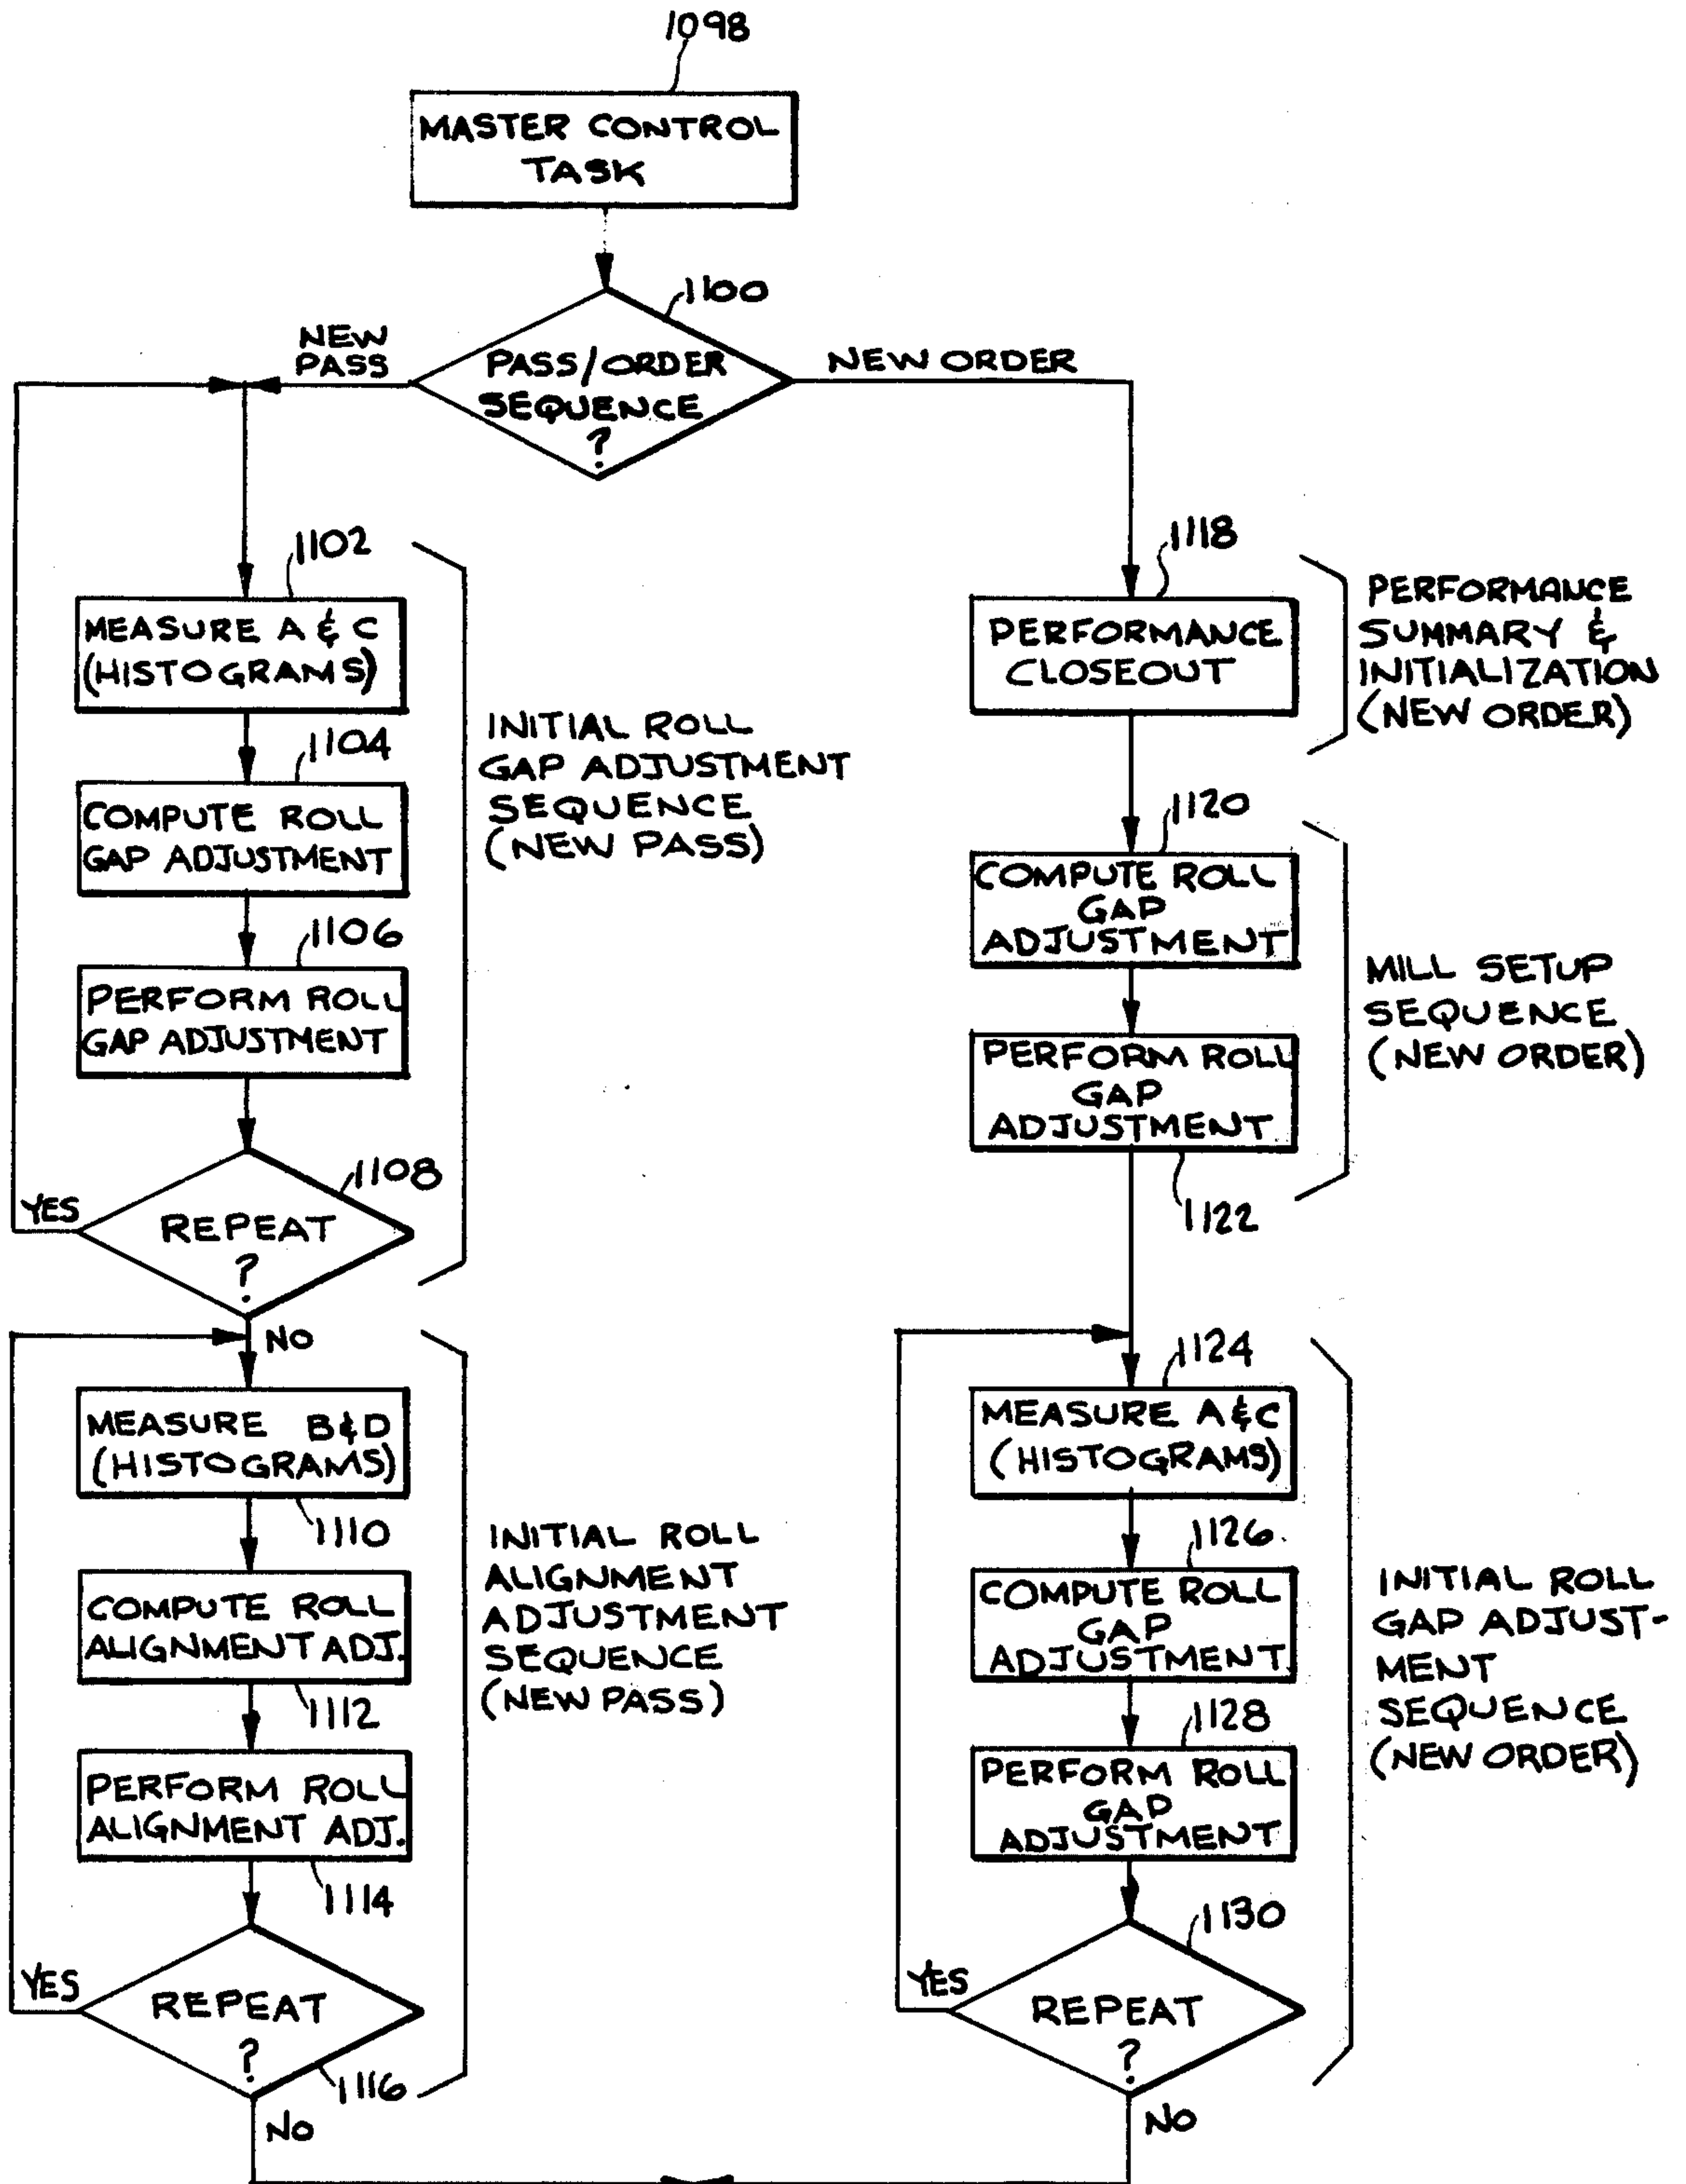 1098
MASTER CONTROL
TASK
1100
NEW
PASS
PASS/ORDER
SEQUENCE
?
NEW ORDER
1102
MEASURE A & C
(HISTOGRAMS)
1104
COMPUTE ROLL
GAP ADJUSTMENT
1106
PERFORM ROLL
GAP ADJUSTMENT
1108
YES
REPEAT
?
NO
INITIAL ROLL
GAP ADJUSTMENT
SEQUENCE
(NEW PASS)
MEASURE B&D
(HISTOGRAMS)
1110
COMPUTE ROLL
ALIGNMENT ADJ.
1112
PERFORM ROLL
ALIGNMENT ADJ.
1114
YES
REPEAT
?
1116
NO
INITIAL ROLL
ALIGNMENT
ADJUSTMENT
SEQUENCE
(NEW PASS)
1118
PERFORMANCE
CLOSEOUT
PERFORMANCE
SUMMARY &
INITIALIZATION
(NEW ORDER)
1120
COMPUTE ROLL
GAP
ADJUSTMENT
PERFORM ROLL
GAP
ADJUSTMENT
1122
MILL SETUP
SEQUENCE
(NEW ORDER)
1124
MEASURE A &C
(HISTOGRAMS)
1126
COMPUTE ROLL
GAP
ADJUSTMENT
1128
PERFORM ROLL
GAP
ADJUSTMENT
1130
YES
REPEAT
?
NO
INITIAL ROLL
GAP ADJUST-
MENT
SEQUENCE
(NEW ORDER)